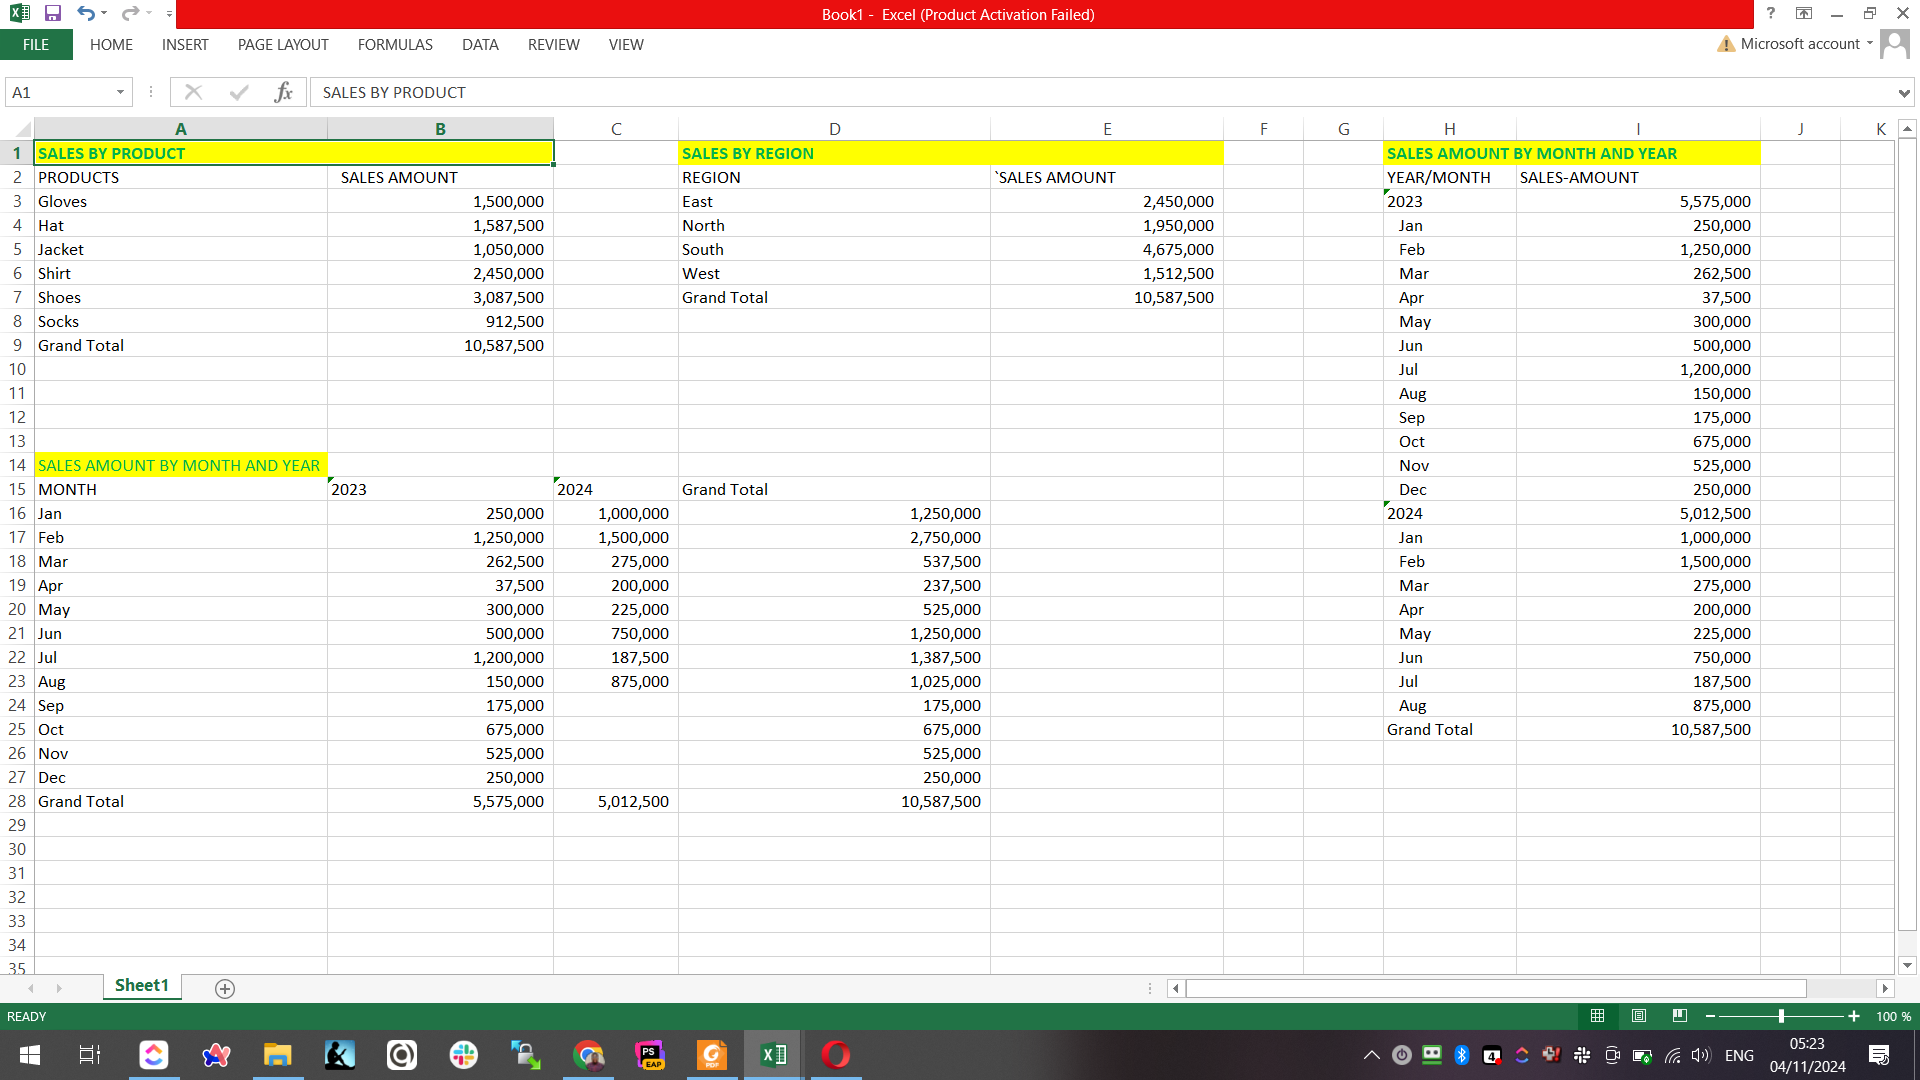 Book1 - Excel (Product Activation Failed)
FILE HOME INSERT PAGE LAYOUT FORMULAS DATA REVIEW VIEW Microsoft account
A1 fx SALES BY PRODUCT
A B C D E F G H I J K
1 SALES BY PRODUCT SALES BY REGION SALES AMOUNT BY MONTH AND YEAR
2 PRODUCTS SALES AMOUNT REGION `SALES AMOUNT YEAR/MONTH SALES-AMOUNT
3 Gloves 1,500,000 East 2,450,000 2023 5,575,000
4 Hat 1,587,500 North 1,950,000 Jan 250,000
5 Jacket 1,050,000 South 4,675,000 Feb 1,250,000
6 Shirt 2,450,000 West 1,512,500 Mar 262,500
7 Shoes 3,087,500 Grand Total 10,587,500 Apr 37,500
8 Socks 912,500 May 300,000
9 Grand Total 10,587,500 Jun 500,000
10 Jul 1,200,000
11 Aug 150,000
12 Sep 175,000
13 Oct 675,000
14 SALES AMOUNT BY MONTH AND YEAR Nov 525,000
15 MONTH 2023 2024 Grand Total Dec 250,000
16 Jan 250,000 1,000,000 1,250,000 2024 5,012,500
17 Feb 1,250,000 1,500,000 2,750,000 Jan 1,000,000
18 Mar 262,500 275,000 537,500 Feb 1,500,000
19 Apr 37,500 200,000 237,500 Mar 275,000
20 May 300,000 225,000 525,000 Apr 200,000
21 Jun 500,000 750,000 1,250,000 May 225,000
22 Jul 1,200,000 187,500 1,387,500 Jun 750,000
23 Aug 150,000 875,000 1,025,000 Jul 187,500
24 Sep 175,000 175,000 Aug 875,000
25 Oct 675,000 675,000 Grand Total 10,587,500
26 Nov 525,000 525,000
27 Dec 250,000 250,000
28 Grand Total 5,575,000 5,012,500 10,587,500
29
30
31
32
33
34
35
Sheet1
READY 100 %
PS EAP PDF 4 ENG 05:23
04/11/2024